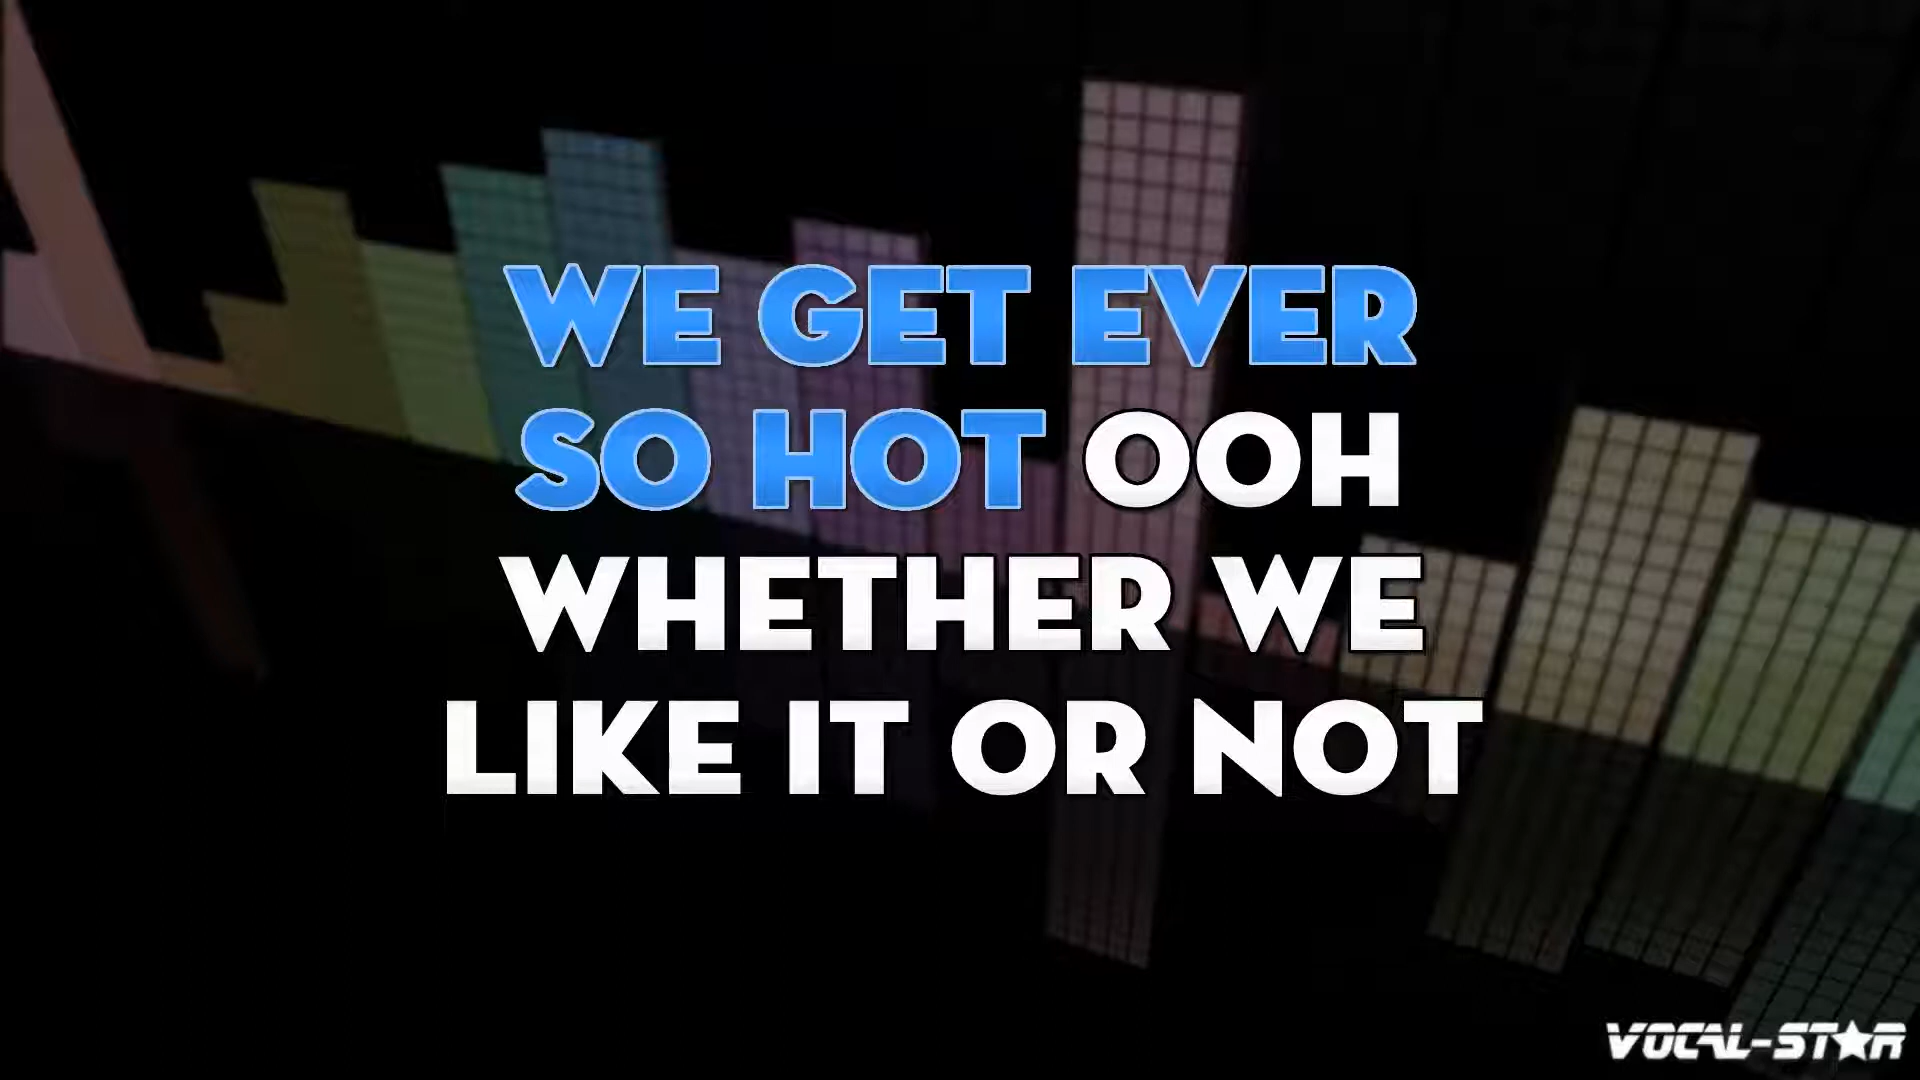 WE GET EVER
SO HOT OOH
WHETHER WE
LIKE IT OR NOT
VOCAL-STAR